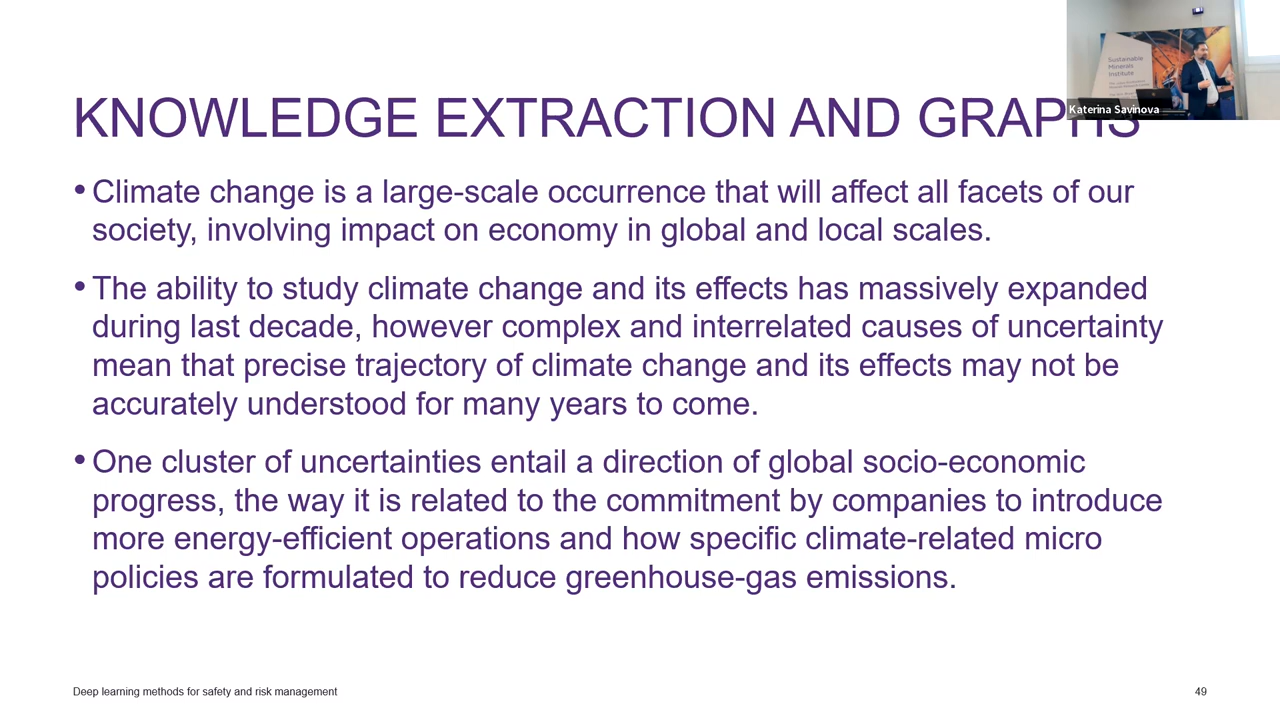 KNOWLEDGE EXTRACTION AND GRAPHS
Sustainable
Minerals
Institute
Katerina Savinova
• Climate change is a large-scale occurrence that will affect all facets of our
society, involving impact on economy in global and local scales.
• The ability to study climate change and its effects has massively expanded
during last decade, however complex and interrelated causes of uncertainty
mean that precise trajectory of climate change and its effects may not be
accurately understood for many years to come.
• One cluster of uncertainties entail a direction of global socio-economic
progress, the way it is related to the commitment by companies to introduce
more energy-efficient operations and how specific climate-related micro
policies are formulated to reduce greenhouse-gas emissions.
Deep learning methods for safety and risk management
49